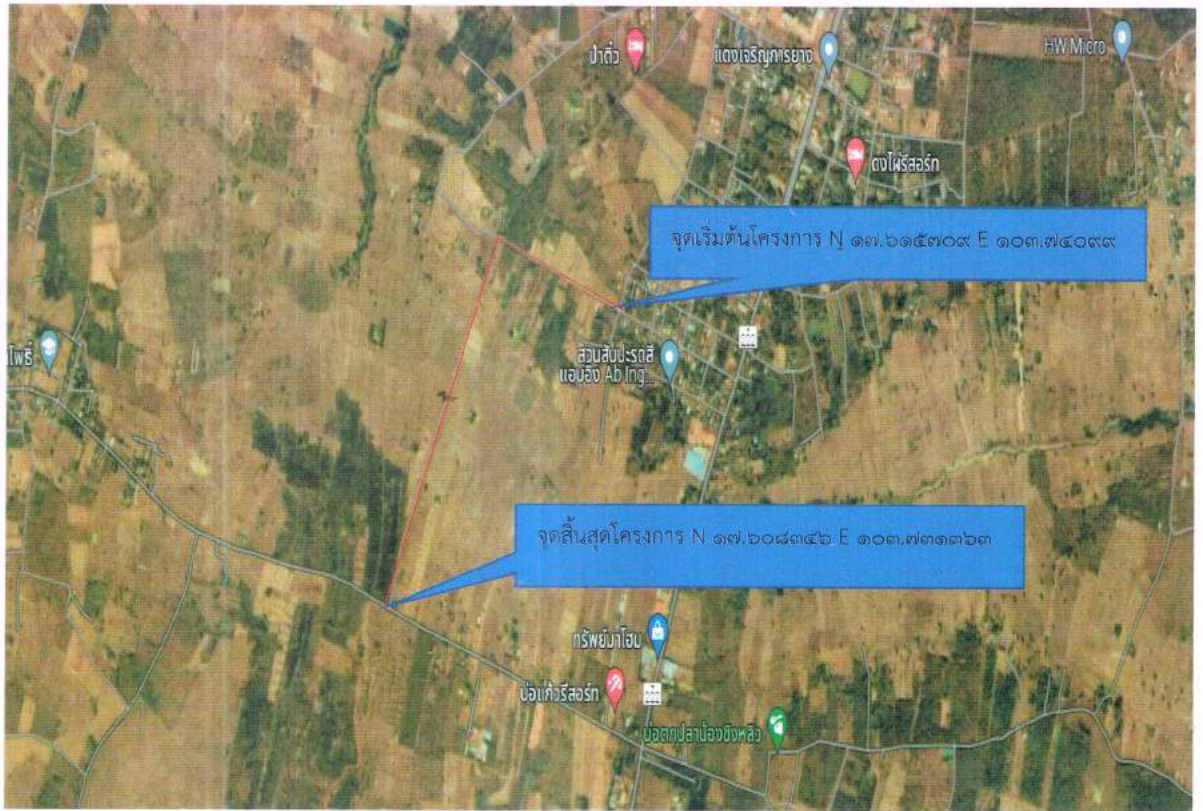 ป่าติ้ว
แดงเจริญการยาง
HW Micro
ดงไผ่รีสอร์ท
จุดเริ่มต้นโครงการ N ๑๗.๖๑๕๗๐๙ E ๑๐๓.๗๔๐๙๙
222
โพธิ์
สวนสับปะรดสี
แอบอิง Ab Ing...
จุดสิ้นสุดโครงการ N ๑๗.๖๐๘๓๔๖ E ๑๐๓.๗๓๑๓๖๓
ทรัพย์มาโฮม
บ่อแก้วรีสอร์ท
222
บ่อตกปลาน้องซิงหลิว